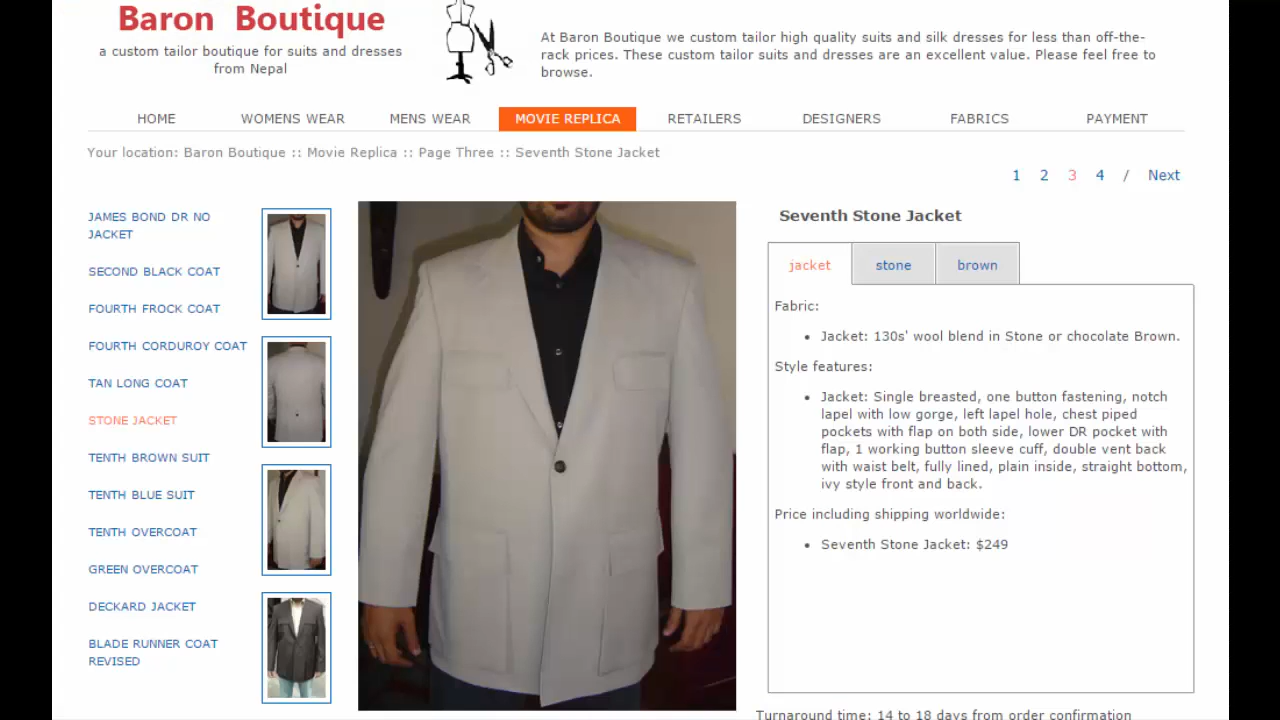 Baron Boutique
a custom tailor boutique for suits and dresses
from Nepal
At Baron Boutique we custom tailor high quality suits and silk dresses for less than off-the-
rack prices. These custom tailor suits and dresses are an excellent value. Please feel free to
browse.
HOME WOMENS WEAR MENS WEAR MOVIE REPLICA RETAILERS DESIGNERS FABRICS PAYMENT
Your location: Baron Boutique :: Movie Replica :: Page Three :: Seventh Stone Jacket
1 2 3 4 / Next
JAMES BOND DR NO
JACKET
SECOND BLACK COAT
FOURTH FROCK COAT
FOURTH CORDUROY COAT
TAN LONG COAT
STONE JACKET
TENTH BROWN SUIT
TENTH BLUE SUIT
TENTH OVERCOAT
GREEN OVERCOAT
DECKARD JACKET
BLADE RUNNER COAT
REVISED
Seventh Stone Jacket
jacket stone brown
Fabric:
• Jacket: 130s' wool blend in Stone or chocolate Brown.
Style features:
• Jacket: Single breasted, one button fastening, notch
lapel with low gorge, left lapel hole, chest piped
pockets with flap on both side, lower DR pocket with
flap, 1 working button sleeve cuff, double vent back
with waist belt, fully lined, plain inside, straight bottom,
ivy style front and back.
Price including shipping worldwide:
• Seventh Stone Jacket: $249
Turnaround time: 14 to 18 days from order confirmation